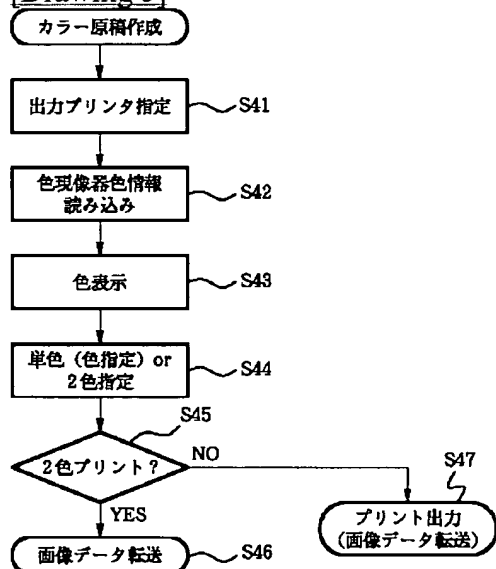 カラー原稿作成
出力プリンタ指定
S41
色現像器色情報
読み込み
S42
色表示
S43
単色（色指定）or
2色指定
S44
S45
2色プリント？
NO
YES
S47
プリント出力
(画像データ転送)
画像データ転送
S46